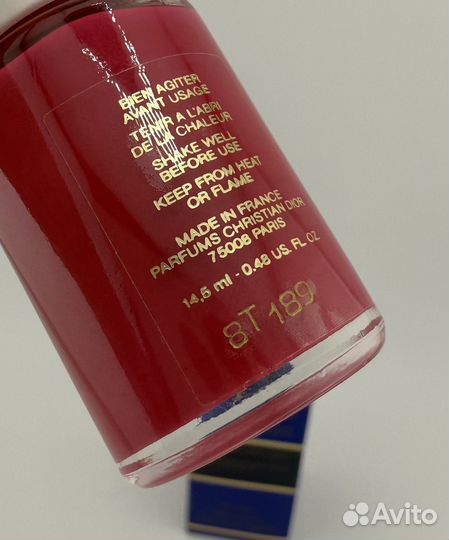 BIEN AGITER
AVANT USAGE
TENIR A L'ABRI
DE LA CHALEUR
SHAKE WELL
BEFORE USE
KEEP FROM HEAT
OR FLAME
MADE IN FRANCE
PARFUMS CHRISTIAN DIOR
75008 PARIS
14,5 ml - 0.48 US. FL. OZ
8T 189
Avito